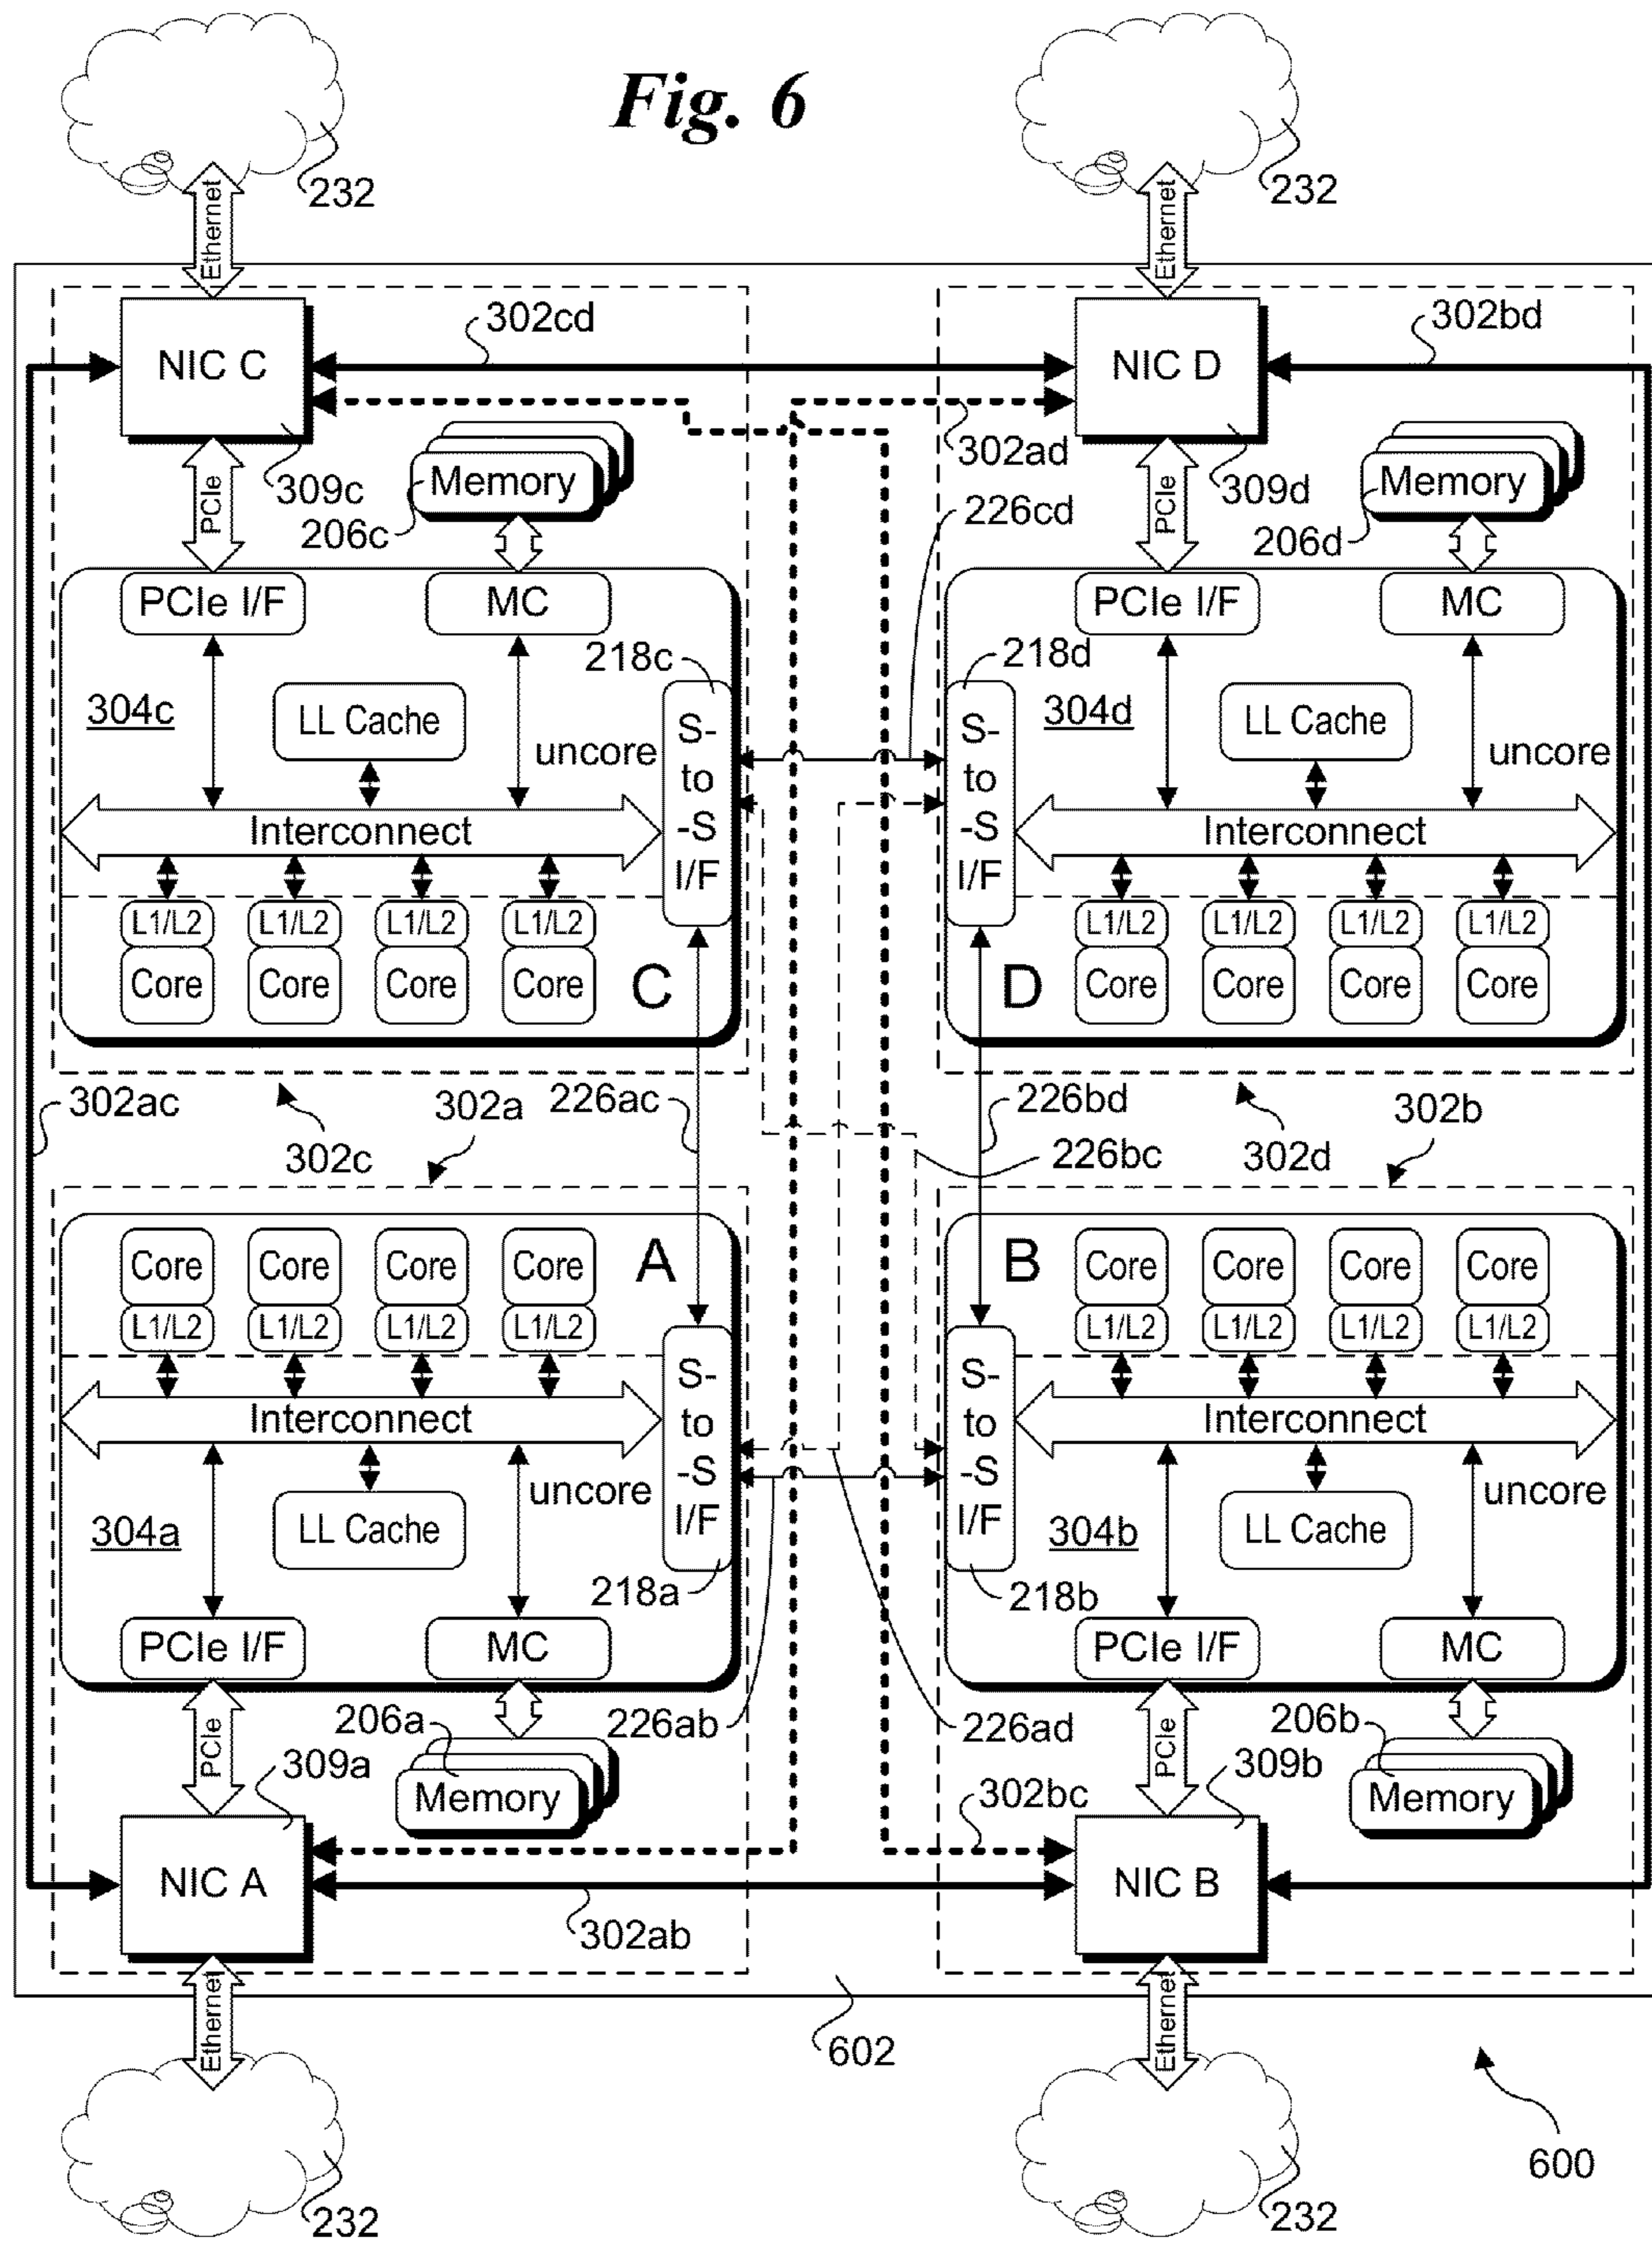 Fig. 6
232
232
Ethernet
Ethernet
302cd
302bd
NIC C
NIC D
302ad
309c
309d
Memory
Memory
206c
206d
226cd
PCIe
PCIe
PCIe I/F
MC
PCIe I/F
MC
218c
218d
304c
LL Cache
uncore
S-
to
-S
I/F
S-
to
-S
I/F
304d
LL Cache
uncore
Interconnect
Interconnect
L1/L2
L1/L2
L1/L2
L1/L2
L1/L2
L1/L2
L1/L2
L1/L2
Core
Core
Core
Core
C
D
Core
Core
Core
Core
302ac
302c
302a
226ac
226bd
226bc
302d
302b
Core
Core
Core
Core
A
B
Core
Core
Core
Core
L1/L2
L1/L2
L1/L2
L1/L2
L1/L2
L1/L2
L1/L2
L1/L2
Interconnect
Interconnect
S-
to
-S
I/F
S-
to
-S
I/F
uncore
uncore
304a
LL Cache
304b
LL Cache
218a
218b
PCIe I/F
MC
PCIe I/F
MC
PCIe
PCIe
206a
226ab
226ad
206b
309a
309b
Memory
Memory
302bc
NIC A
NIC B
302ab
Ethernet
Ethernet
602
232
232
600